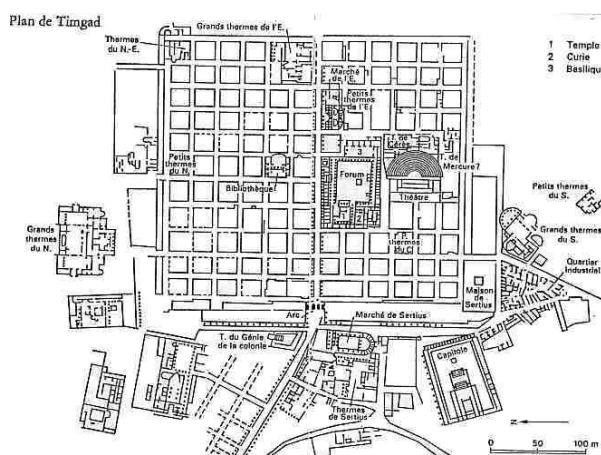 Plan de Timgad
Grands thermes de l'E.
Thermes
du N.-E.
1 Temple
2 Curie
3 Basilique
Marché
de l'E.
Petits
thermes
de l'E.
T. de
Cérès
3
T. de
Mercure?
Petits
thermes
du N.
Bibliothèque
Forum
Théâtre
1
2
Petits thermes
du S.
Grands
thermes
du N.
P.
thermes
du C.
Grands thermes
du S.
Quartier
Industriel
Maison
de
Sertius
Arc
Marché de Sertius
T. du Génie
de la colonie
Capitole
Thermes
de Sertius
N
0 50 100 m